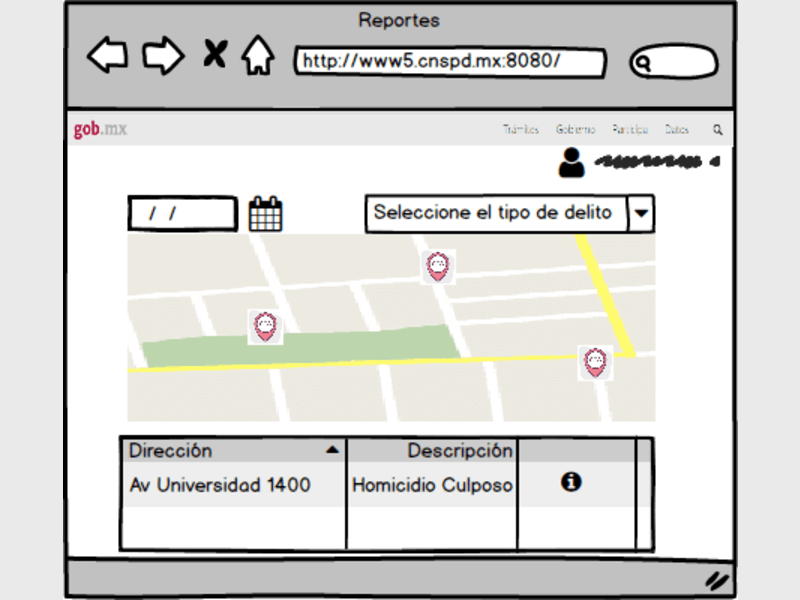 Reportes
http://www5.cnspd.mx:8080/
gob.mx
Trámites Gobierno Participa Datos
/ /
Seleccione el tipo de delito
Dirección Descripción
Av Universidad 1400 Homicidio Culposo